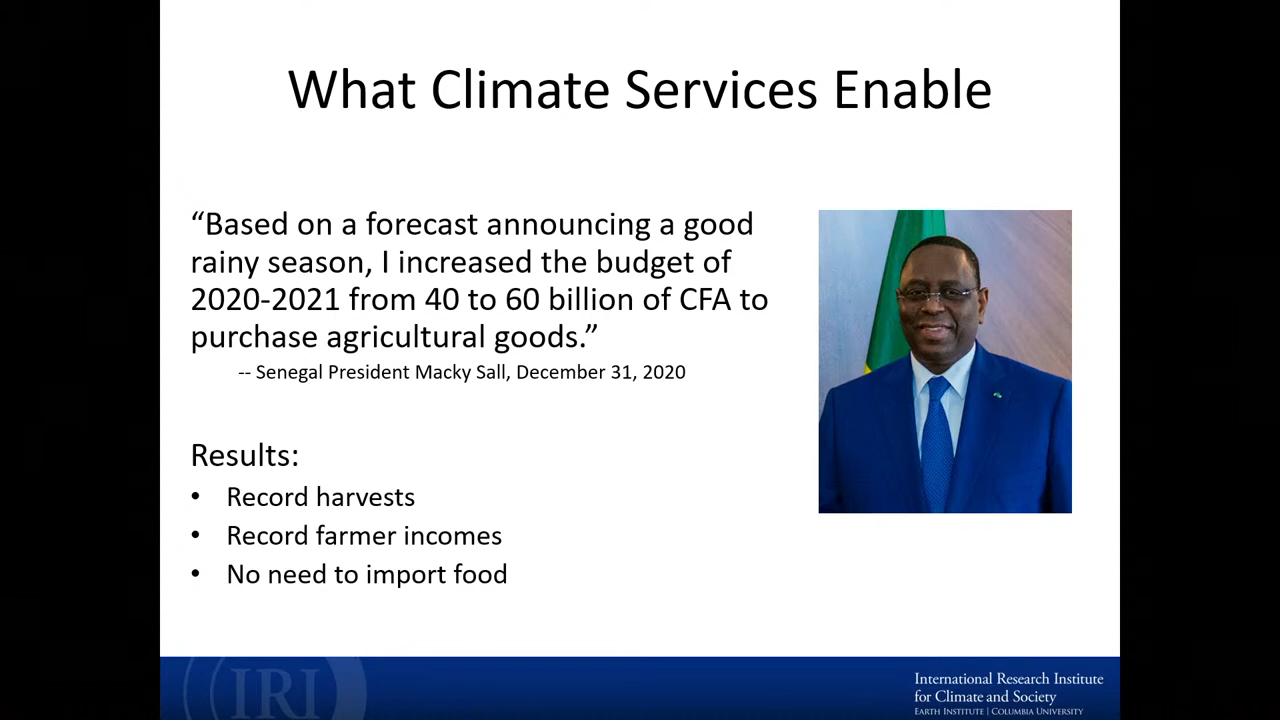 What Climate Services Enable
“Based on a forecast announcing a good
rainy season, I increased the budget of
2020-2021 from 40 to 60 billion of CFA to
purchase agricultural goods.”
-- Senegal President Macky Sall, December 31, 2020
Results:
• Record harvests
• Record farmer incomes
• No need to import food
IRI
International Research Institute
for Climate and Society
EARTH INSTITUTE | COLUMBIA UNIVERSITY